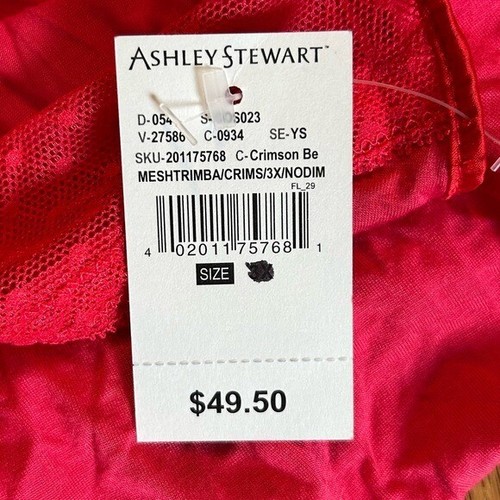 ASHLEY STEWART™
D-054 S-
V-27586 C-0934 SE-YS
SKU-201175768 C-Crimson Be
MESHTRIMBA/CRIMS/3X/NODIM
FL_29
4 02011 75768 1
SIZE
$49.50